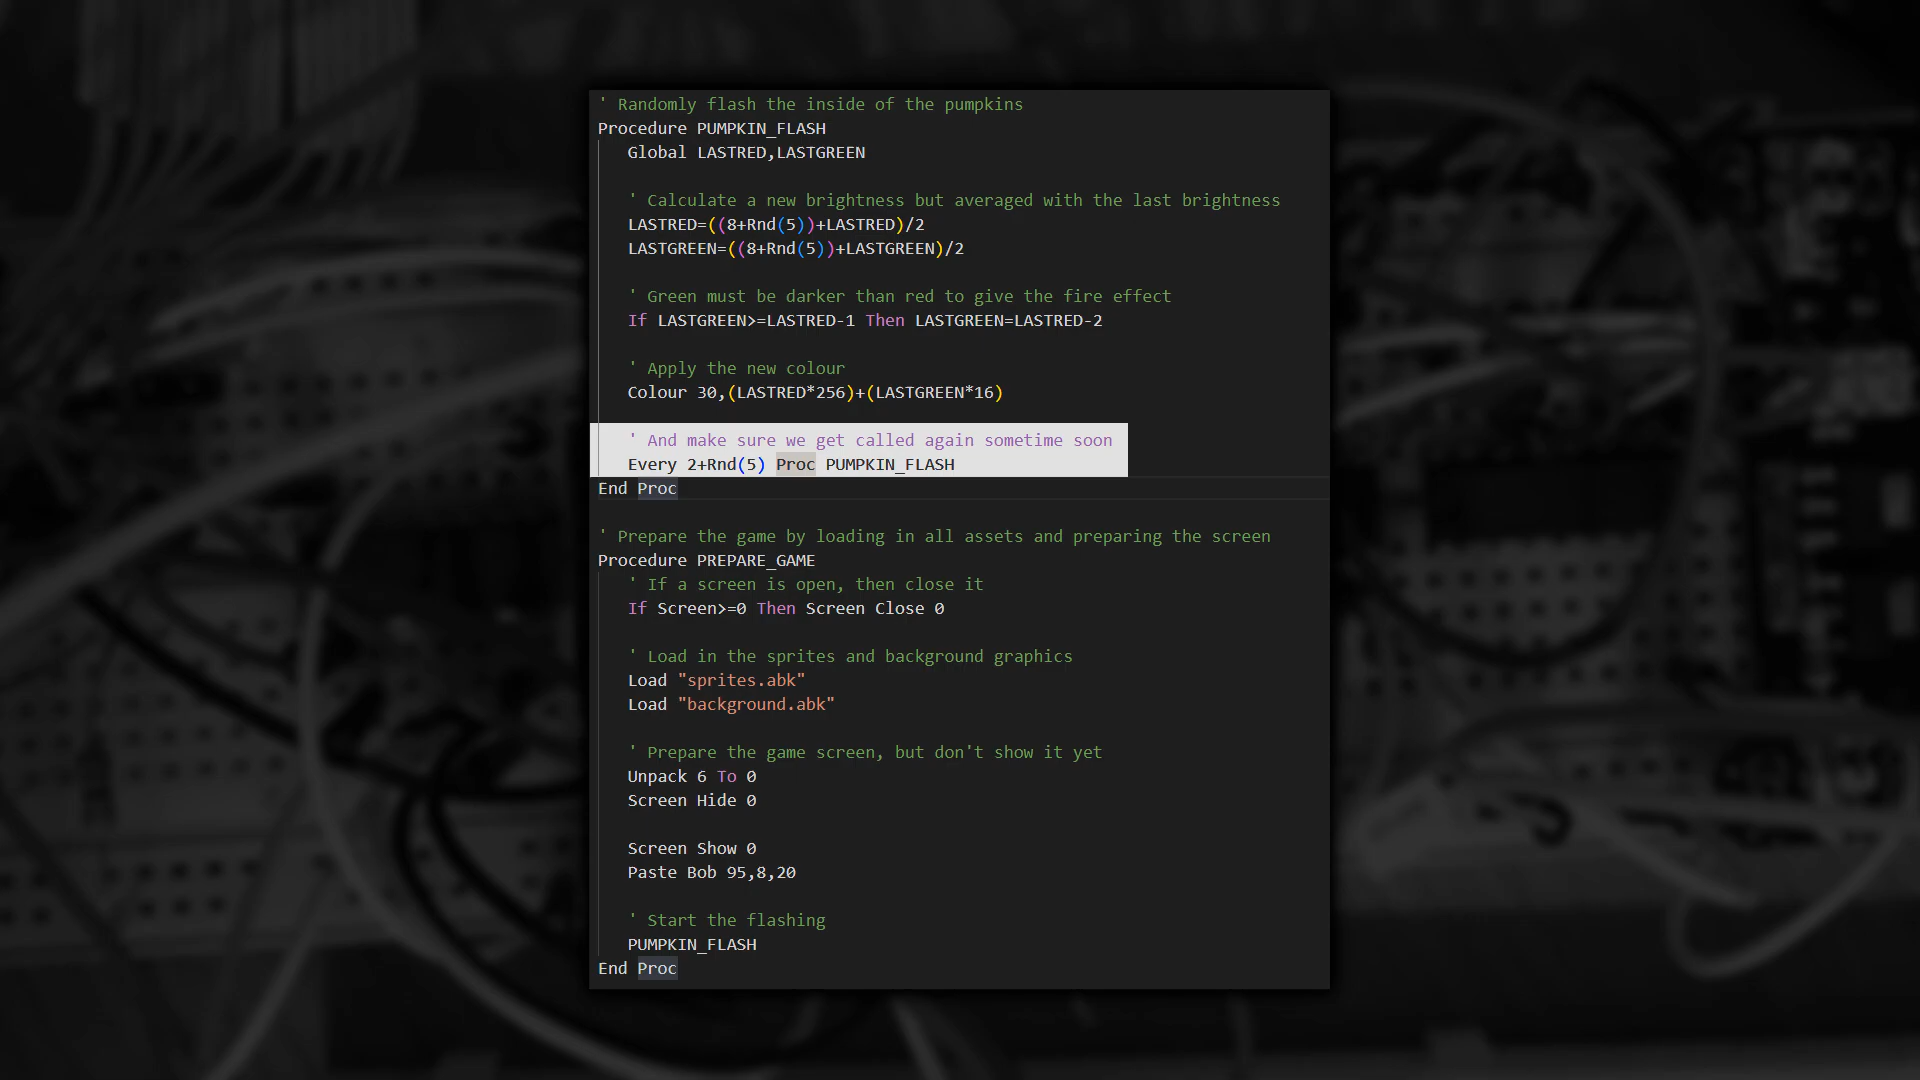 ' Randomly flash the inside of the pumpkins
Procedure PUMPKIN_FLASH
Global LASTRED,LASTGREEN
' Calculate a new brightness but averaged with the last brightness
LASTRED=((8+Rnd(5))+LASTRED)/2
LASTGREEN=((8+Rnd(5))+LASTGREEN)/2
' Green must be darker than red to give the fire effect
If LASTGREEN>=LASTRED-1 Then LASTGREEN=LASTRED-2
' Apply the new colour
Colour 30,(LASTRED*256)+(LASTGREEN*16)
' And make sure we get called again sometime soon
Every 2+Rnd(5) Proc PUMPKIN_FLASH
End Proc
' Prepare the game by loading in all assets and preparing the screen
Procedure PREPARE_GAME
' If a screen is open, then close it
If Screen>=0 Then Screen Close 0
' Load in the sprites and background graphics
Load "sprites.abk"
Load "background.abk"
' Prepare the game screen, but don't show it yet
Unpack 6 To 0
Screen Hide 0
Screen Show 0
Paste Bob 95,8,20
' Start the flashing
PUMPKIN_FLASH
End Proc